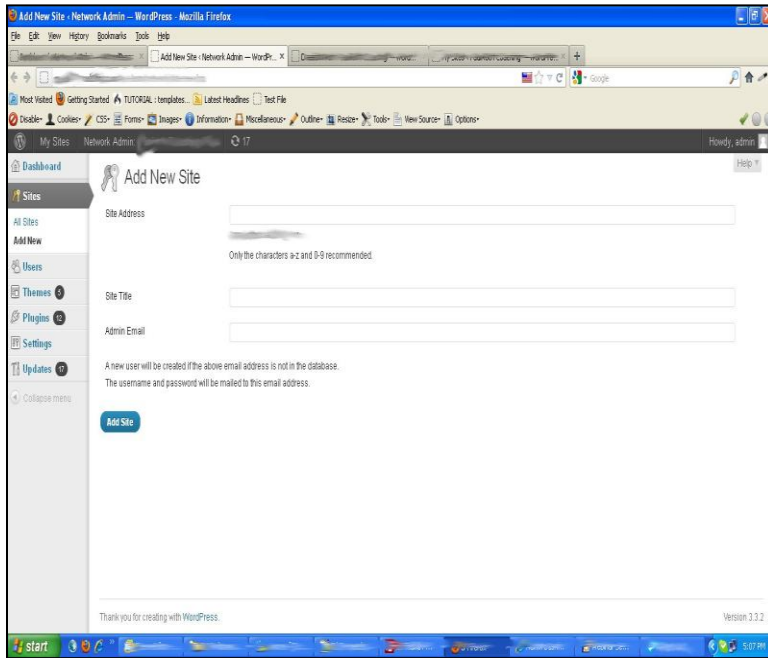 Add New Site ‹ Network Admin — WordPress - Mozilla Firefox
File Edit View History Bookmarks Tools Help
Add New Site ‹ Network Admin — WordPr... X
+
Google
Most Visited Getting Started TUTORIAL : templates... Latest Headlines Test File
Disable Cookies CSS Forms Images Information Miscellaneous Outline Resize Tools View Source Options
My Sites Network Admin: 17 Howdy, admin
Dashboard
Help
Add New Site
Sites
All Sites
Add New
Users
Themes 5
Plugins 12
Settings
Updates 17
Collapse menu
Site Address
Only the characters a-z and 0-9 recommended.
Site Title
Admin Email
A new user will be created if the above email address is not in the database.
The username and password will be mailed to this email address.
Add Site
Thank you for creating with WordPress.
Version 3.3.2
start
5:07 PM